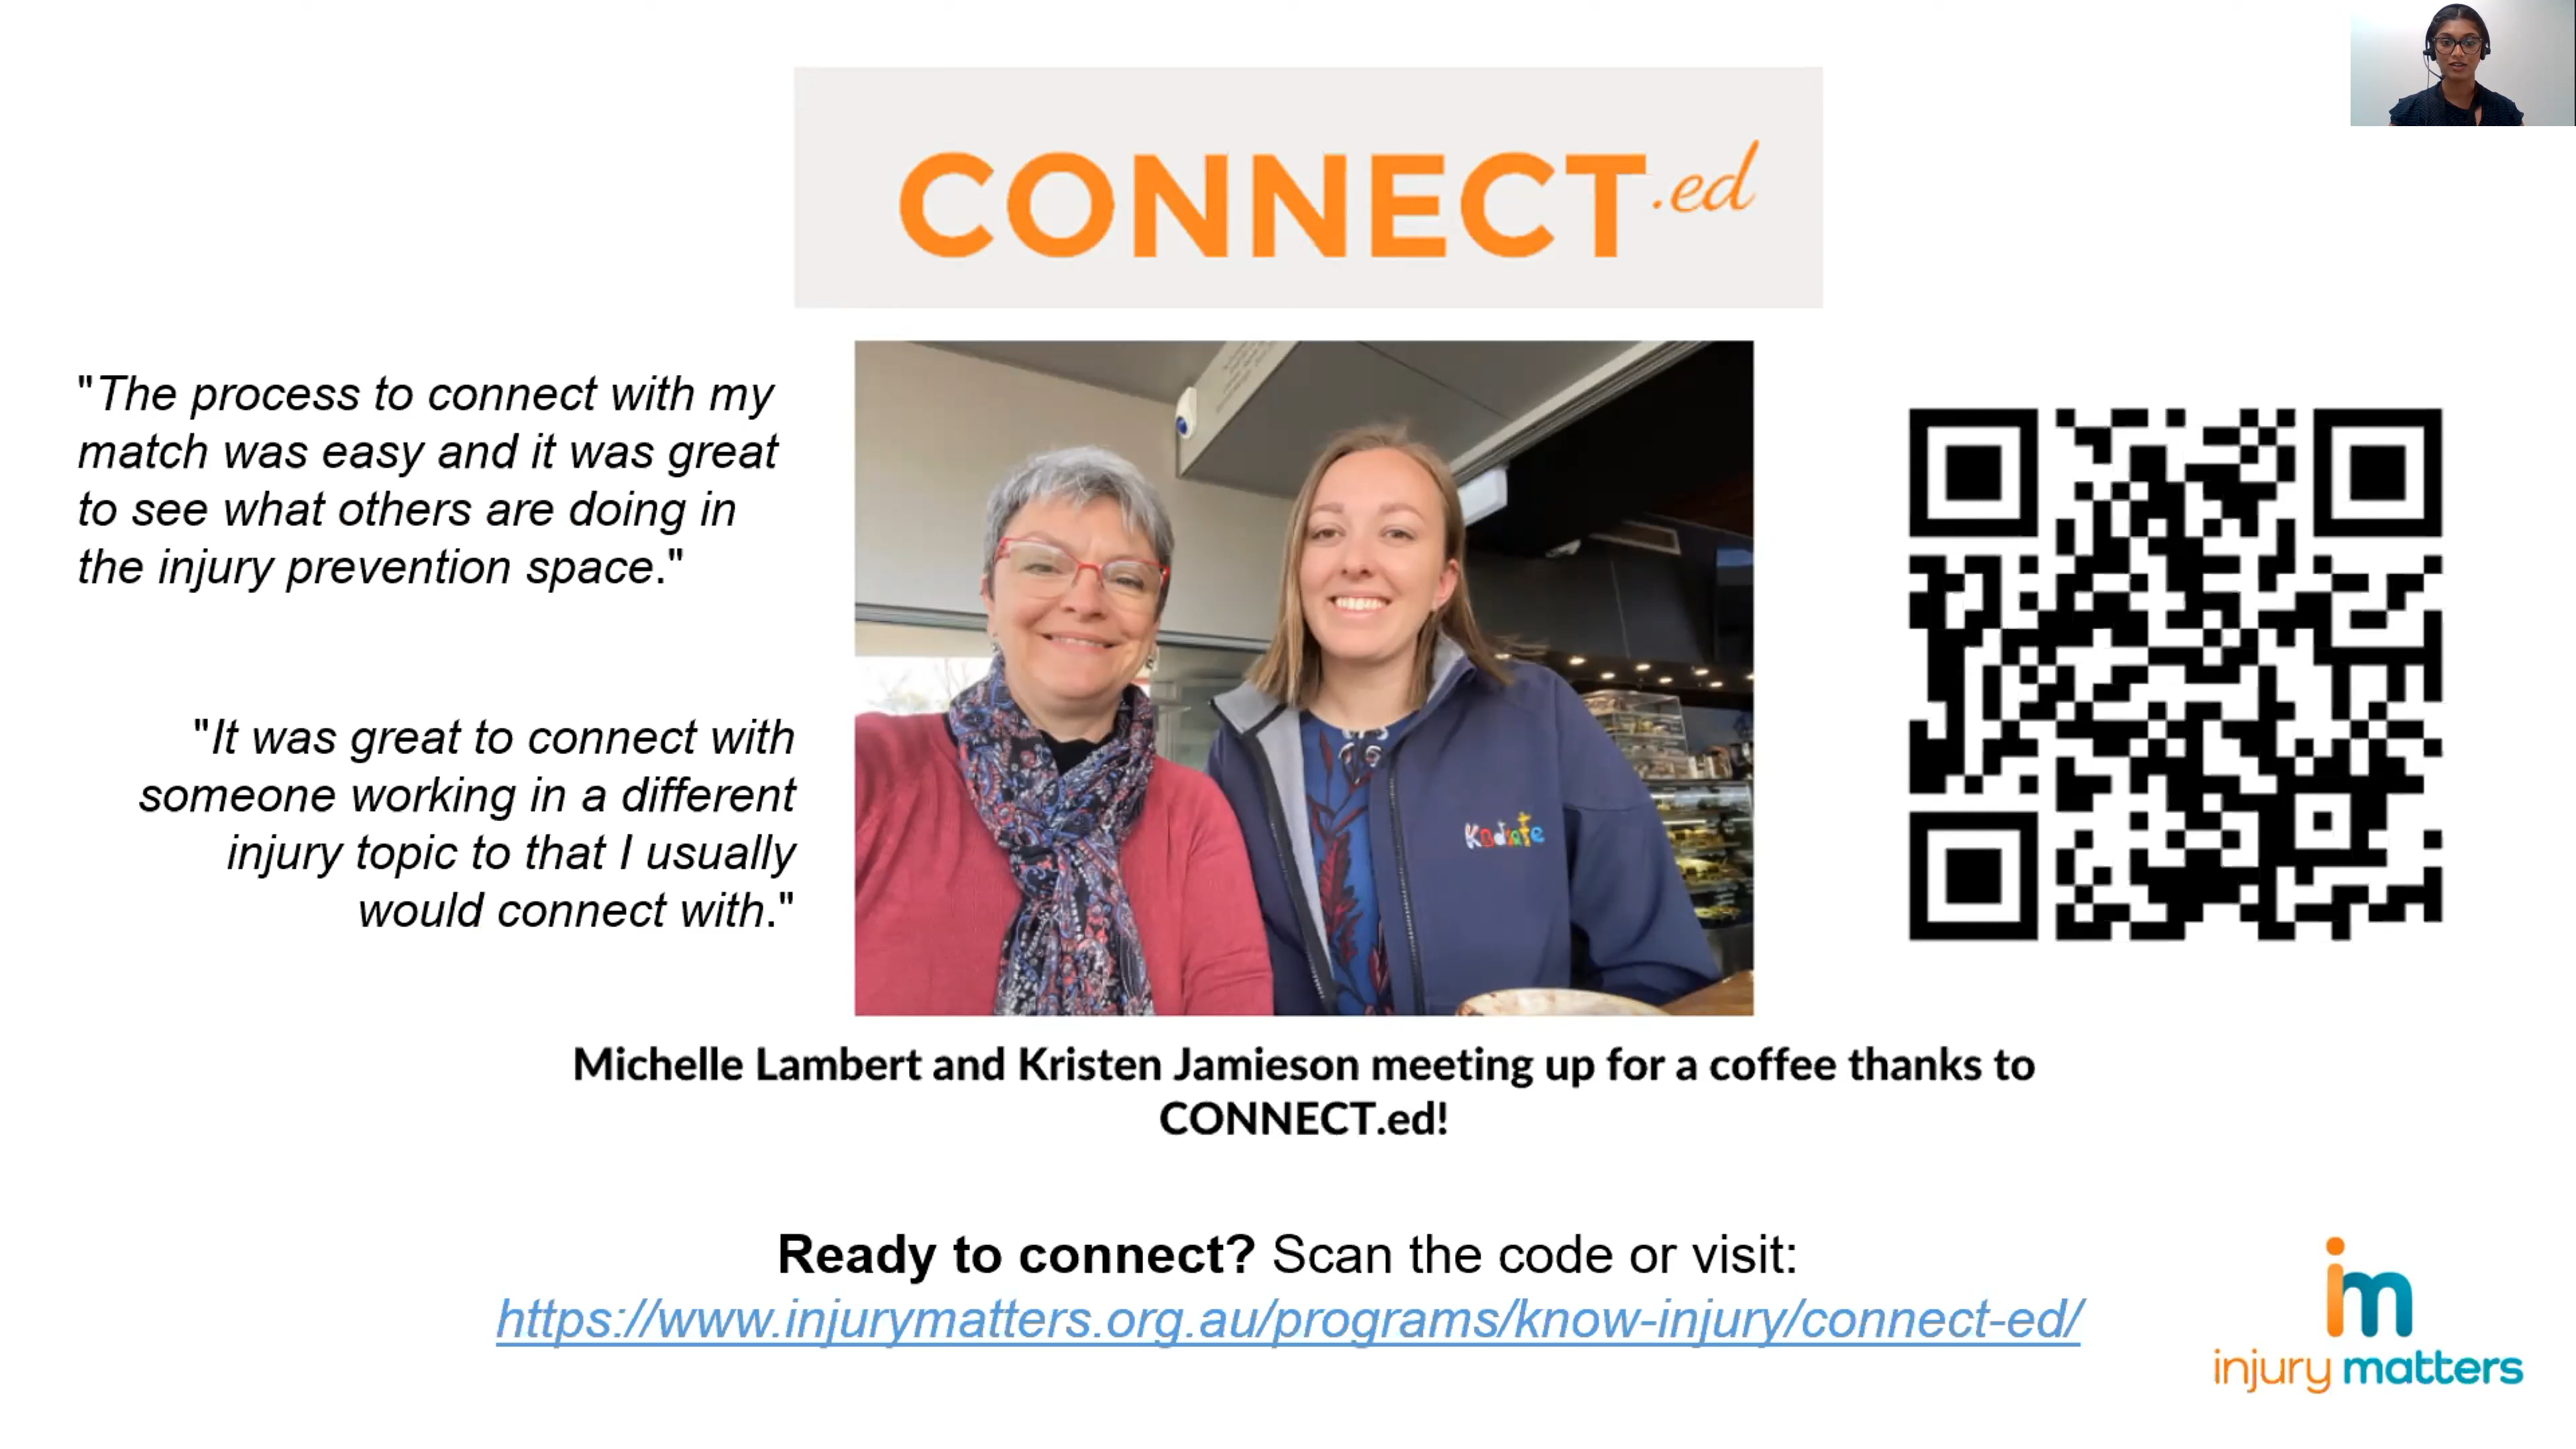 CONNECT.ed
"The process to connect with my
match was easy and it was great
to see what others are doing in
the injury prevention space."
"It was great to connect with
someone working in a different
injury topic to that I usually
would connect with."
Michelle Lambert and Kristen Jamieson meeting up for a coffee thanks to
CONNECT.ed!
Ready to connect? Scan the code or visit:
https://www.injurymatters.org.au/programs/know-injury/connect-ed/
im
injury matters